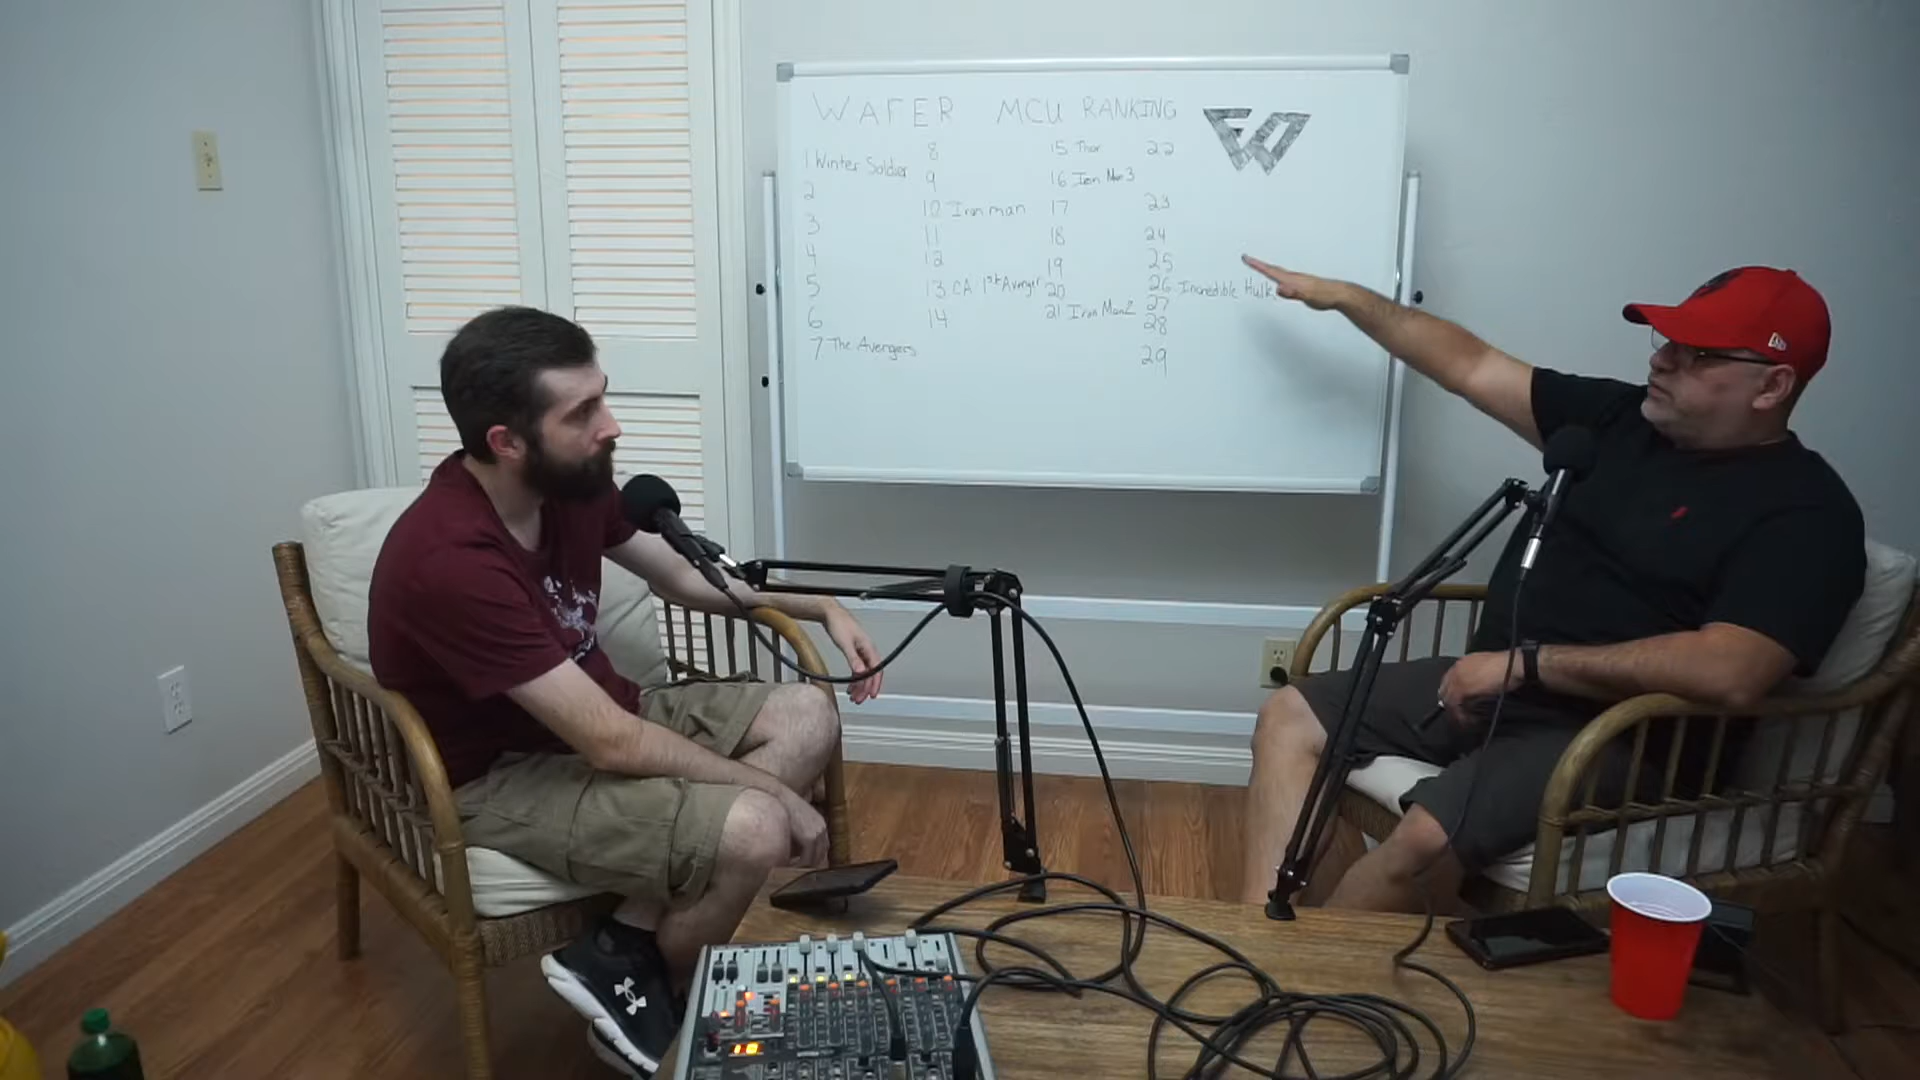 WAFER MCU RANKING
1 Winter Soldier
2
3
4
5
6
7 The Avengers
8
9
10 Iron man
11
12
13 CA 1st Avenger
14
15 Thor
16 Iron Man 3
17
18
19
20
21 Iron Man 2
22
23
24
25
26 Incredible Hulk
27
28
29
10